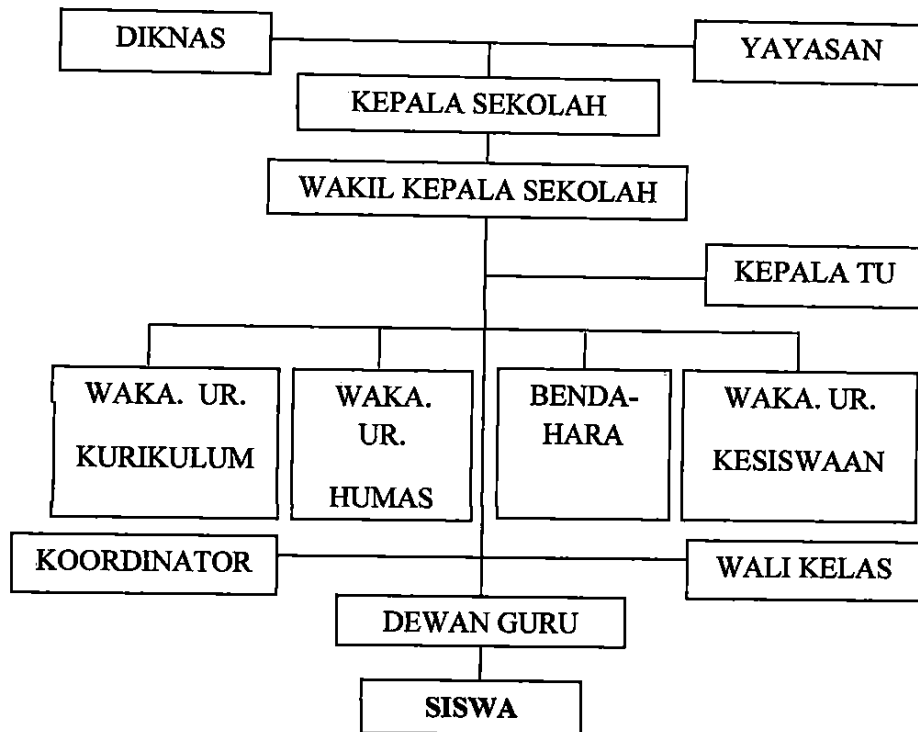 DIKNAS
YAYASAN
KEPALA SEKOLAH
WAKIL KEPALA SEKOLAH
KEPALA TU
WAKA. UR.
KURIKULUM
WAKA.
UR.
HUMAS
BENDA-
HARA
WAKA. UR.
KESISWAAN
KOORDINATOR
WALI KELAS
DEWAN GURU
SISWA